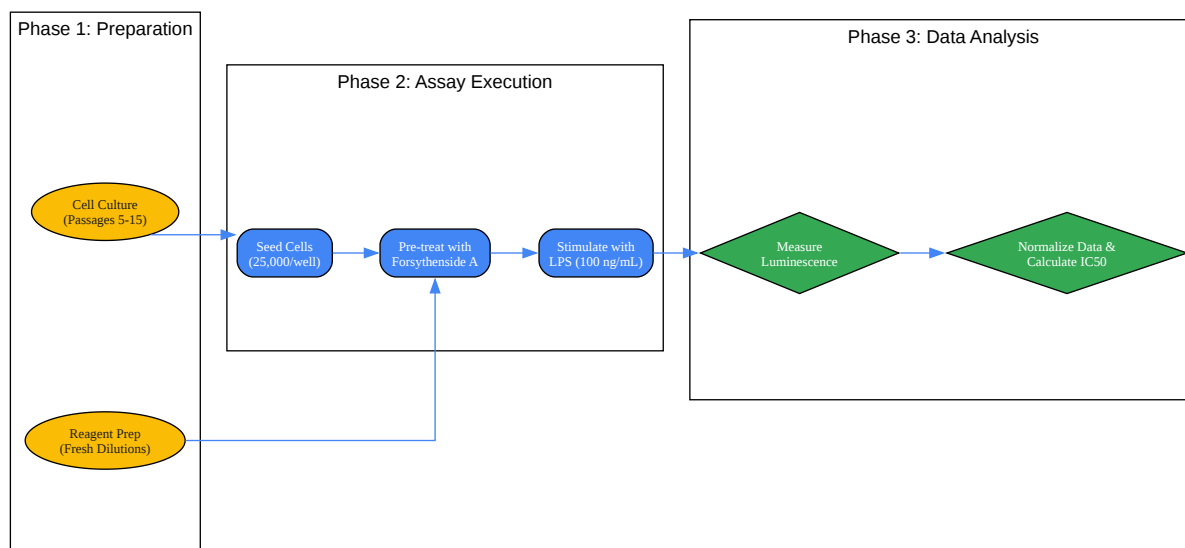 Phase 1: Preparation
Cell Culture
(Passages 5-15)
Reagent Prep
(Fresh Dilutions)
Phase 2: Assay Execution
Seed Cells
(25,000/well)
Pre-treat with
Forsythenside A
Stimulate with
LPS (100 ng/mL)
Phase 3: Data Analysis
Measure
Luminescence
Normalize Data &
Calculate IC50